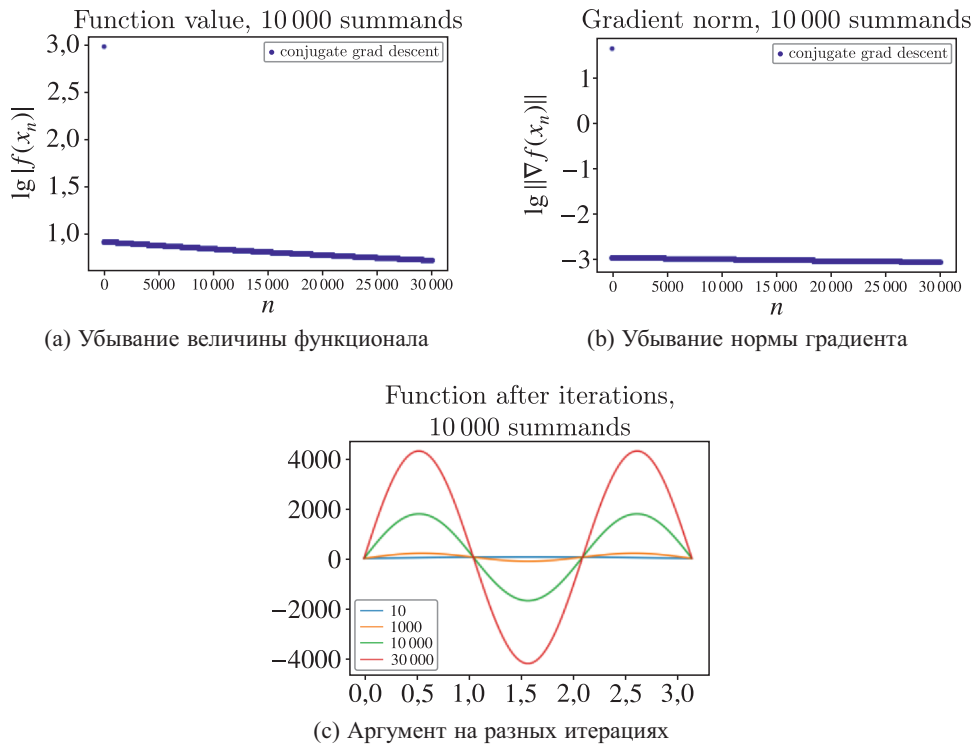 Function value, 10 000 summands
3,0
2,5
2,0
1,5
1,0
lg |f(xₙ)|
conjugate grad descent
0 5000 10 000 15 000 20 000 25 000 30 000
n
(a) Убывание величины функционала
Gradient norm, 10 000 summands
1
0
−1
−2
−3
lg ||∇f(xₙ)||
conjugate grad descent
0 5000 10 000 15 000 20 000 25 000 30 000
n
(b) Убывание нормы градиента
Function after iterations,
10 000 summands
4000
2000
0
−2000
−4000
10
1000
10 000
30 000
0,0 0,5 1,0 1,5 2,0 2,5 3,0
(c) Аргумент на разных итерациях